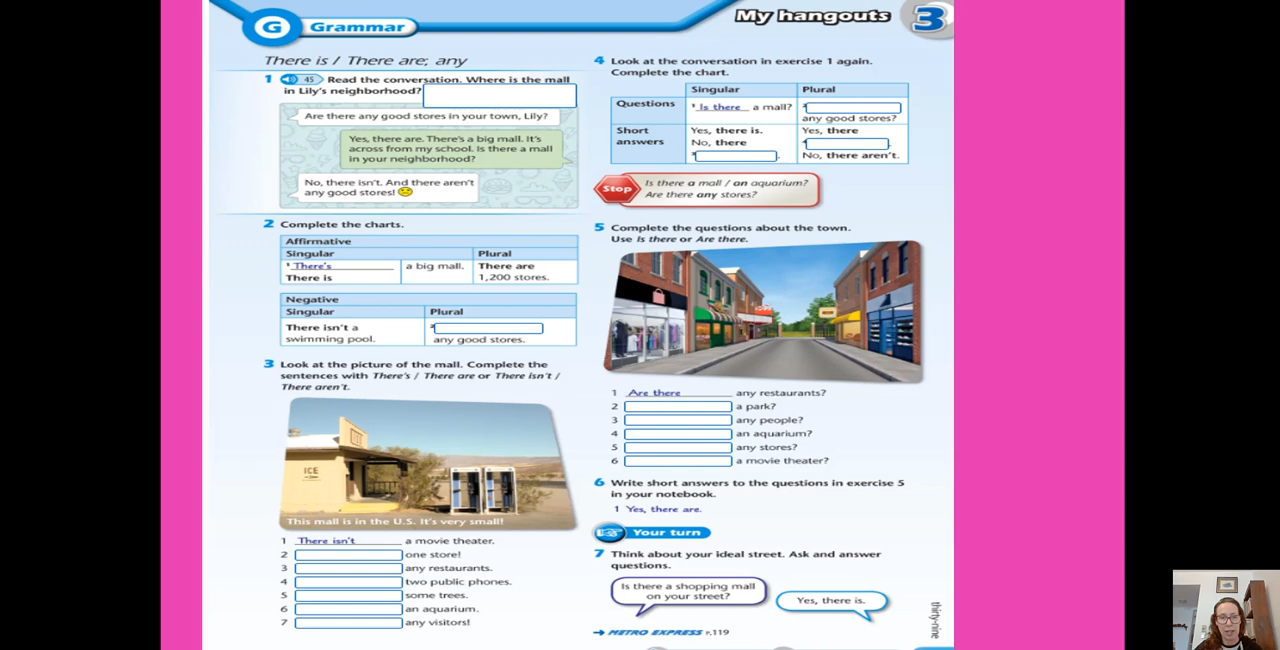 G Grammar
My hangouts 3
There is / There are; any
1 45 Read the conversation. Where is the mall
in Lily's neighborhood?
Are there any good stores in your town, Lily?
Yes, there are. There's a big mall. It's
across from my school. Is there a mall
in your neighborhood?
No, there isn't. And there aren't
any good stores!
2 Complete the charts.
Affirmative
Singular Plural
1 There's a big mall. There are
There is 1,200 stores.
Negative
Singular Plural
There isn't a 2
swimming pool. any good stores.
3 Look at the picture of the mall. Complete the
sentences with There's / There are or There isn't /
There aren't.
ICE
This mall is in the U.S. It's very small!
1 There isn't a movie theater.
2 one store!
3 any restaurants.
4 two public phones.
5 some trees.
6 an aquarium.
7 any visitors!
4 Look at the conversation in exercise 1 again.
Complete the chart.
Singular Plural
Questions 1 Is there a mall? 2
any good stores?
Short Yes, there is. Yes, there
answers No, there 4 .
3 . No, there aren't.
Stop
Is there a mall / an aquarium?
Are there any stores?
5 Complete the questions about the town.
Use Is there or Are there.
1 Are there any restaurants?
2 a park?
3 any people?
4 an aquarium?
5 any stores?
6 a movie theater?
6 Write short answers to the questions in exercise 5
in your notebook.
1 Yes, there are.
Your turn
7 Think about your ideal street. Ask and answer
questions.
Is there a shopping mall
on your street?
Yes, there is.
METRO EXPRESS P.119
thirty-nine